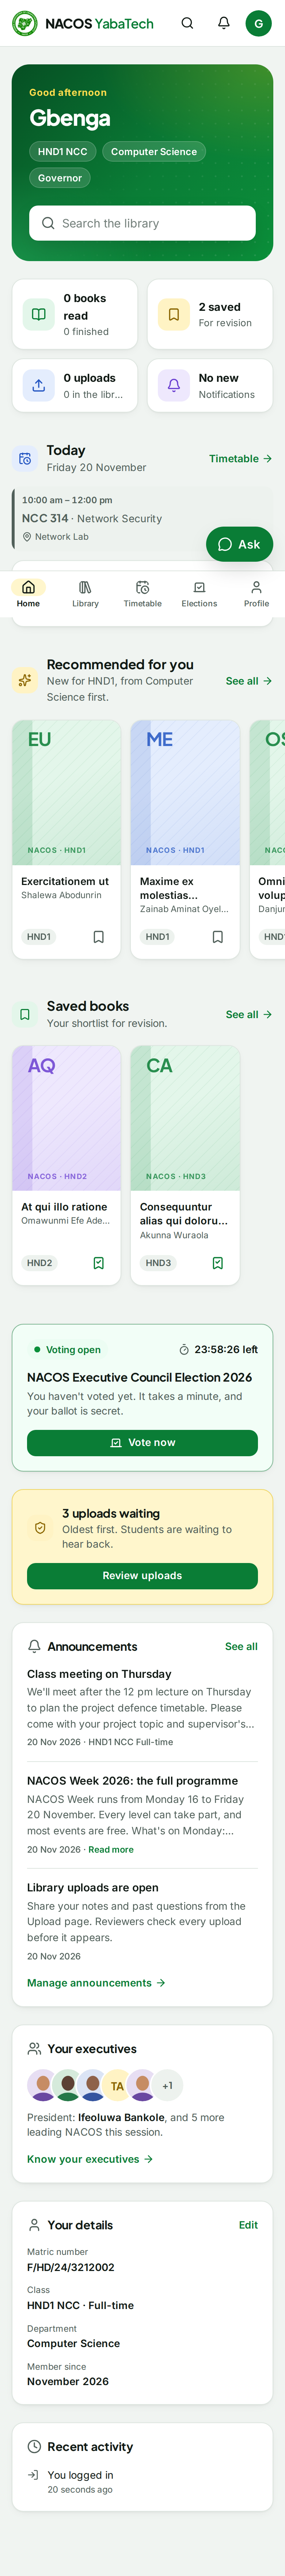 NACOS YabaTech
G
Good afternoon
Gbenga
HND1 NCC
Computer Science
Governor
Search the library
0 books
read
0 finished
2 saved
For revision
0 uploads
0 in the libr...
No new
Notifications
Today
Friday 20 November
Timetable →
10:00 am – 12:00 pm
NCC 314 · Network Security
Network Lab
Ask
Home
Library
Timetable
Elections
Profile
Recommended for you
New for HND1, from Computer
Science first.
See all →
EU
NACOS · HND1
Exercitationem ut
Shalewa Abodunrin
HND1
ME
NACOS · HND1
Maxime ex
molestias...
Zainab Aminat Oyel...
HND1
OS
NACO
Omni
volup
Danjur
HND1
Saved books
Your shortlist for revision.
See all →
AQ
NACOS · HND2
At qui illo ratione
Omawunmi Efe Ade...
HND2
CA
NACOS · HND3
Consequuntur
alias qui doloru...
Akunna Wuraola
HND3
Voting open
23:58:26 left
NACOS Executive Council Election 2026
You haven't voted yet. It takes a minute, and
your ballot is secret.
Vote now
3 uploads waiting
Oldest first. Students are waiting to
hear back.
Review uploads
Announcements
See all
Class meeting on Thursday
We'll meet after the 12 pm lecture on Thursday
to plan the project defence timetable. Please
come with your project topic and supervisor's...
20 Nov 2026 · HND1 NCC Full-time
NACOS Week 2026: the full programme
NACOS Week runs from Monday 16 to Friday
20 November. Every level can take part, and
most events are free. What's on Monday:...
20 Nov 2026 · Read more
Library uploads are open
Share your notes and past questions from the
Upload page. Reviewers check every upload
before it appears.
20 Nov 2026
Manage announcements →
Your executives
TA
+1
President: Ifeoluwa Bankole, and 5 more
leading NACOS this session.
Know your executives →
Your details
Edit
Matric number
F/HD/24/3212002
Class
HND1 NCC · Full-time
Department
Computer Science
Member since
November 2026
Recent activity
You logged in
20 seconds ago